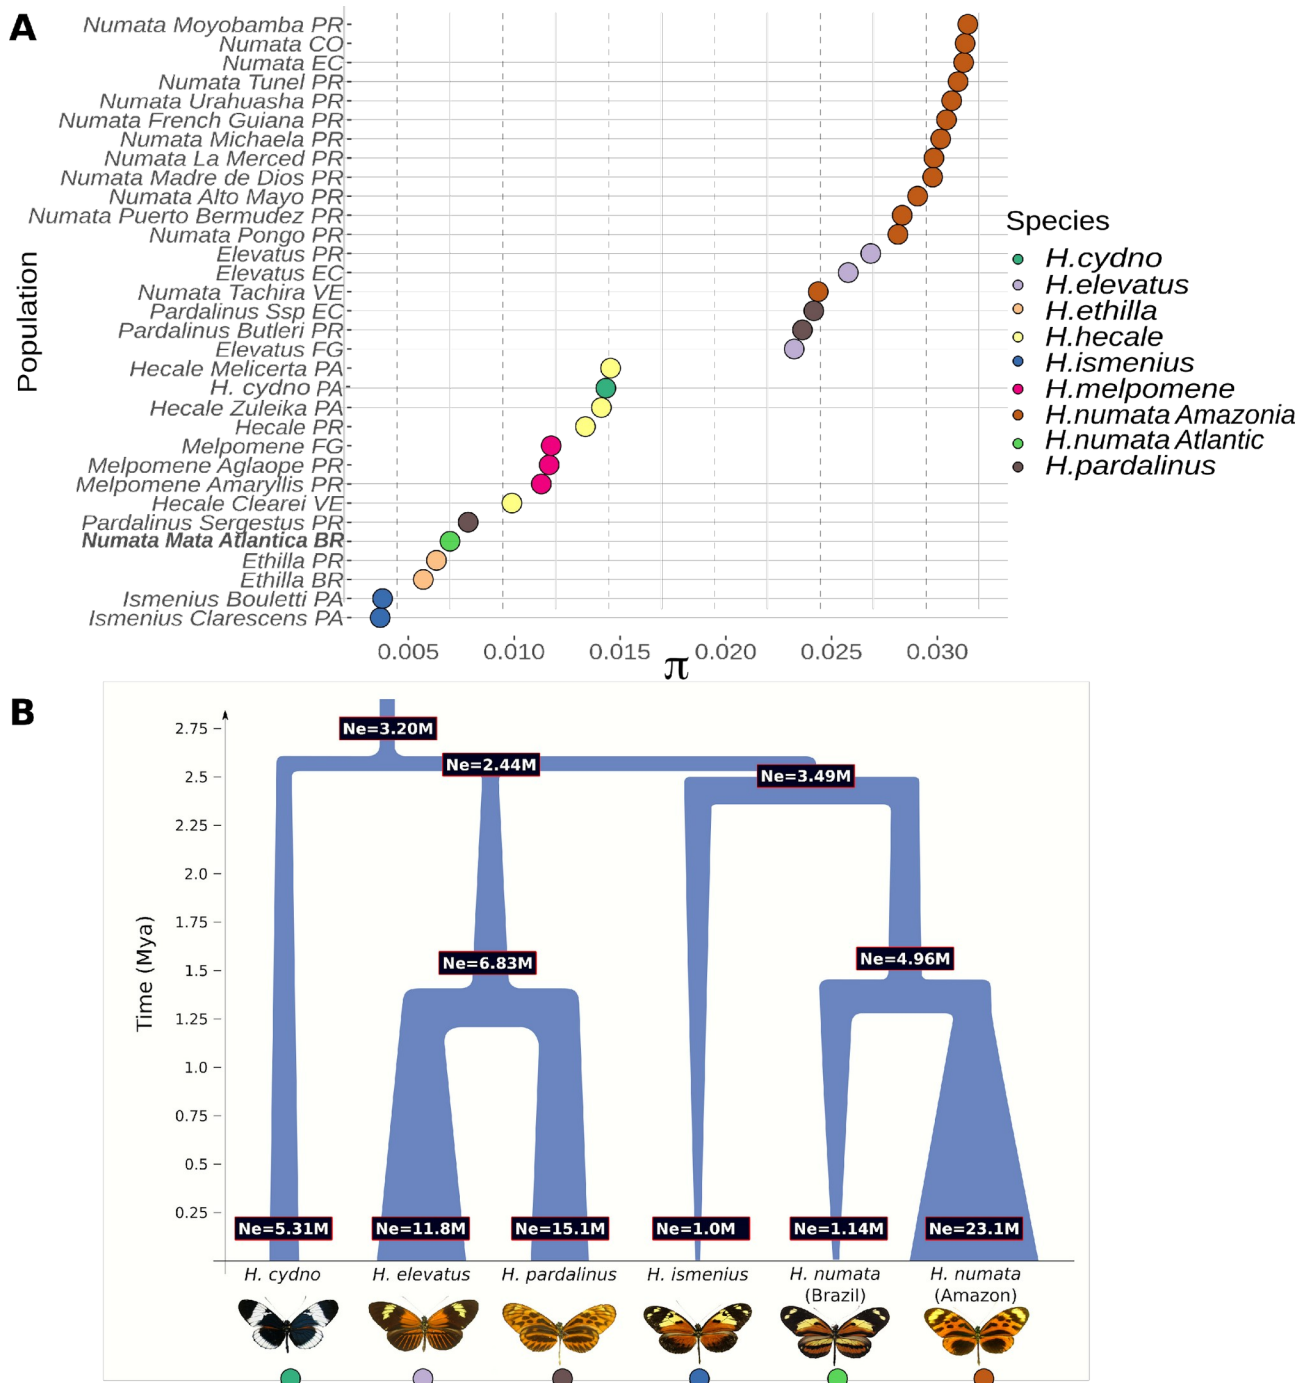 A
Numata Moyobamba PR
Numata CO
Numata EC
Numata Tunel PR
Numata Urahuasha PR
Numata French Guiana PR
Numata Michaela PR
Numata La Merced PR
Numata Madre de Dios PR
Numata Alto Mayo PR
Numata Puerto Bermudez PR
Numata Pongo PR
Elevatus PR
Elevatus EC
Numata Tachira VE
Pardalinus Ssp EC
Pardalinus Butleri PR
Elevatus FG
Hecale Melicerta PA
H. cydno PA
Hecale Zuleika PA
Hecale PR
Melpomene FG
Melpomene Aglaope PR
Melpomene Amaryllis PR
Hecale Clearei VE
Pardalinus Sergestus PR
Numata Mata Atlantica BR
Ethilla PR
Ethilla BR
Ismenius Bouletti PA
Ismenius Clarescens PA
Population
0.005 0.010 0.015 0.020 0.025 0.030
π
Species
H.cydno
H.elevatus
H.ethilla
H.hecale
H.ismenius
H.melpomene
H.numata Amazonia
H.numata Atlantic
H.pardalinus
B
Time (Mya)
2.75
2.5
2.25
2.0
1.75
1.5
1.25
1.0
0.75
0.5
0.25
Ne=3.20M
Ne=2.44M
Ne=3.49M
Ne=6.83M
Ne=4.96M
Ne=5.31M Ne=11.8M Ne=15.1M Ne=1.0M Ne=1.14M Ne=23.1M
H. cydno H. elevatus H. pardalinus H. ismenius H. numata H. numata
(Brazil) (Amazon)